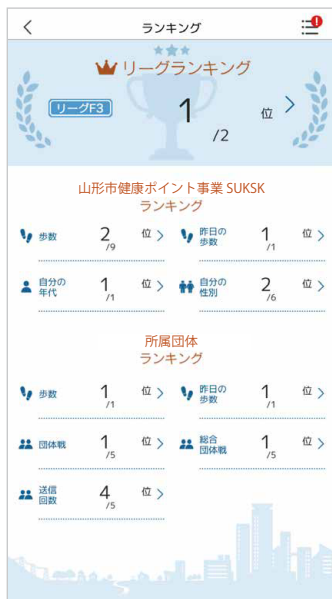 ランキング
リーグランキング
リーグF3
1
/2
位
山形市健康ポイント事業 SUKSK
ランキング
歩数
2
/9
位
昨日の
歩数
1
/1
位
自分の
年代
1
/1
位
自分の
性別
2
/6
位
所属団体
ランキング
歩数
1
/1
位
昨日の
歩数
1
/1
位
団体戦
1
/5
位
総合
団体戦
1
/5
位
送信
回数
4
/5
位